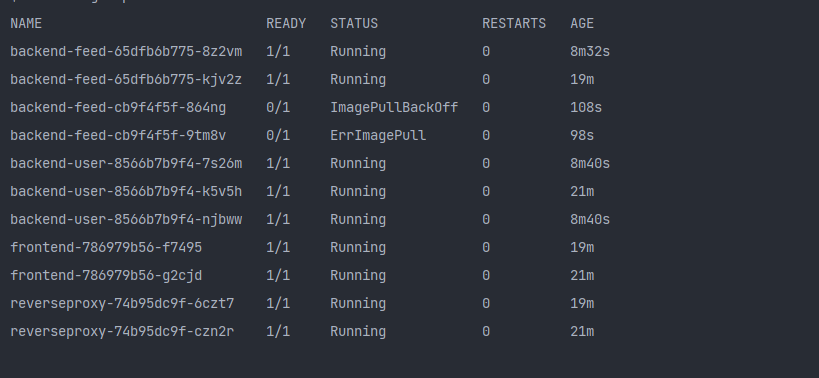 NAME READY STATUS RESTARTS AGE
backend-feed-65dfb6b775-8z2vm 1/1 Running 0 8m32s
backend-feed-65dfb6b775-kjv2z 1/1 Running 0 19m
backend-feed-cb9f4f5f-864ng 0/1 ImagePullBackOff 0 108s
backend-feed-cb9f4f5f-9tm8v 0/1 ErrImagePull 0 98s
backend-user-8566b7b9f4-7s26m 1/1 Running 0 8m40s
backend-user-8566b7b9f4-k5v5h 1/1 Running 0 21m
backend-user-8566b7b9f4-njbww 1/1 Running 0 8m40s
frontend-786979b56-f7495 1/1 Running 0 19m
frontend-786979b56-g2cjd 1/1 Running 0 21m
reverseproxy-74b95dc9f-6czt7 1/1 Running 0 19m
reverseproxy-74b95dc9f-czn2r 1/1 Running 0 21m